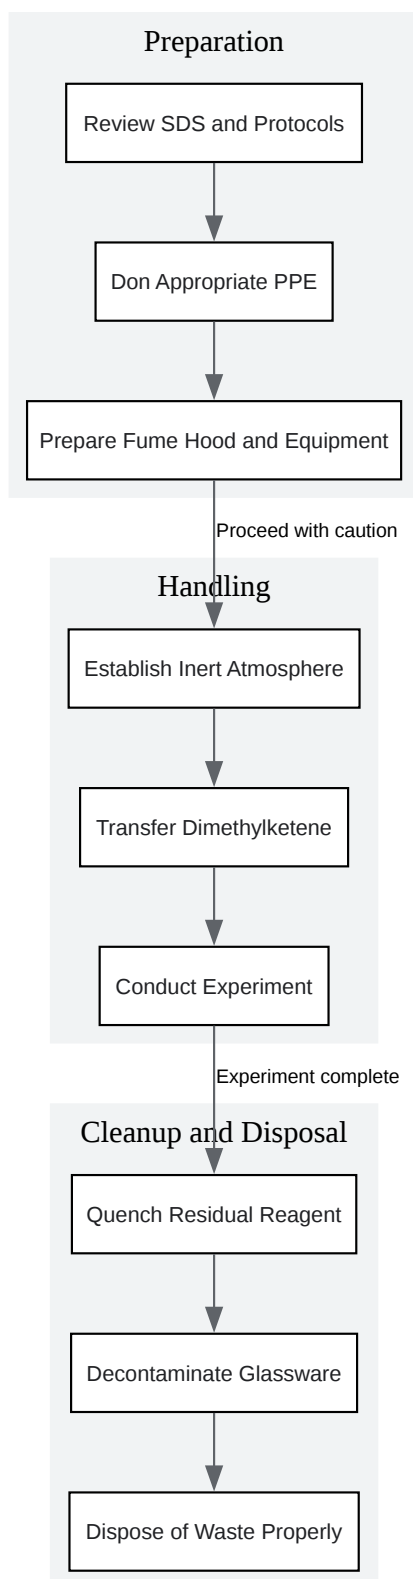 Preparation
Review SDS and Protocols
Don Appropriate PPE
Prepare Fume Hood and Equipment
Proceed with caution
Handling
Establish Inert Atmosphere
Transfer Dimethylketene
Conduct Experiment
Experiment complete
Cleanup and Disposal
Quench Residual Reagent
Decontaminate Glassware
Dispose of Waste Properly